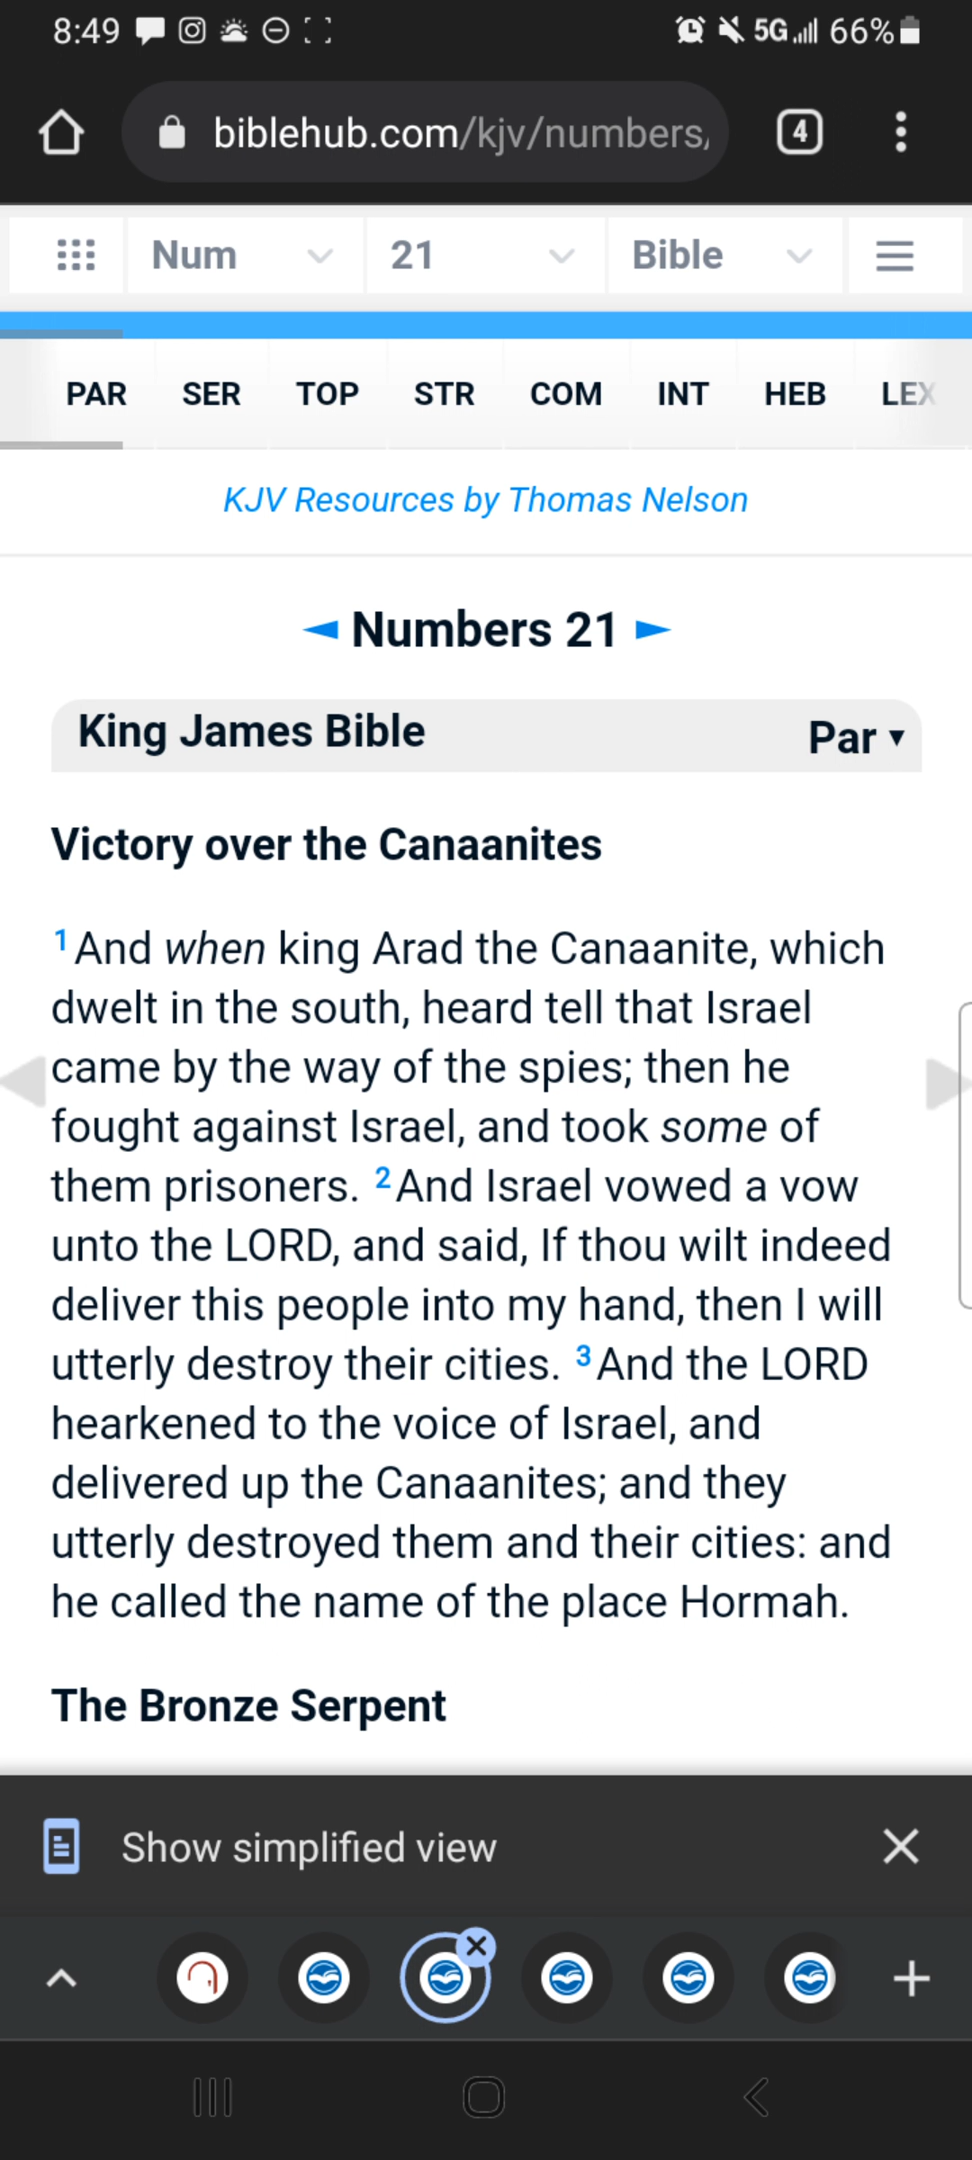 8:49 5G 66%
biblehub.com/kjv/numbers/ 4
Num 21 Bible
PAR SER TOP STR COM INT HEB LEX
KJV Resources by Thomas Nelson
◄ Numbers 21 ►
King James Bible Par ▼
Victory over the Canaanites
1 And when king Arad the Canaanite, which
dwelt in the south, heard tell that Israel
came by the way of the spies; then he
fought against Israel, and took some of
them prisoners. 2 And Israel vowed a vow
unto the LORD, and said, If thou wilt indeed
deliver this people into my hand, then I will
utterly destroy their cities. 3 And the LORD
hearkened to the voice of Israel, and
delivered up the Canaanites; and they
utterly destroyed them and their cities: and
he called the name of the place Hormah.
The Bronze Serpent
Show simplified view